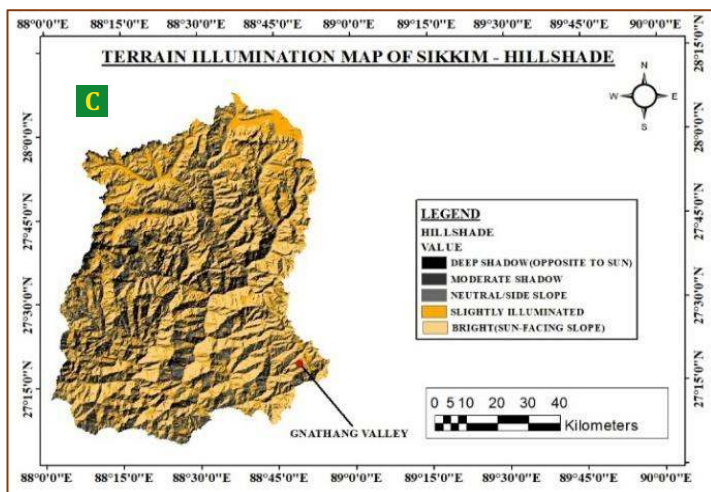 88°0'0"E 88°15'0"E 88°30'0"E 88°45'0"E 89°0'0"E 89°15'0"E 89°30'0"E 89°45'0"E 90°0'0"E
TERRAIN ILLUMINATION MAP OF SIKKIM - HILLSHADE
C
N
W E
S
28°15'0"N
28°0'0"N 28°0'0"N
27°45'0"N 27°45'0"N
27°30'0"N 27°30'0"N
27°15'0"N 27°15'0"N
LEGEND
HILLSHADE
VALUE
DEEP SHADOW(OPPOSITE TO SUN)
MODERATE SHADOW
NEUTRAL/SIDE SLOPE
SLIGHTLY ILLUMINATED
BRIGHT(SUN-FACING SLOPE)
0 5 10 20 30 40
Kilometers
GNATHANG VALLEY
88°0'0"E 88°15'0"E 88°30'0"E 88°45'0"E 89°0'0"E 89°15'0"E 89°30'0"E 89°45'0"E 90°0'0"E